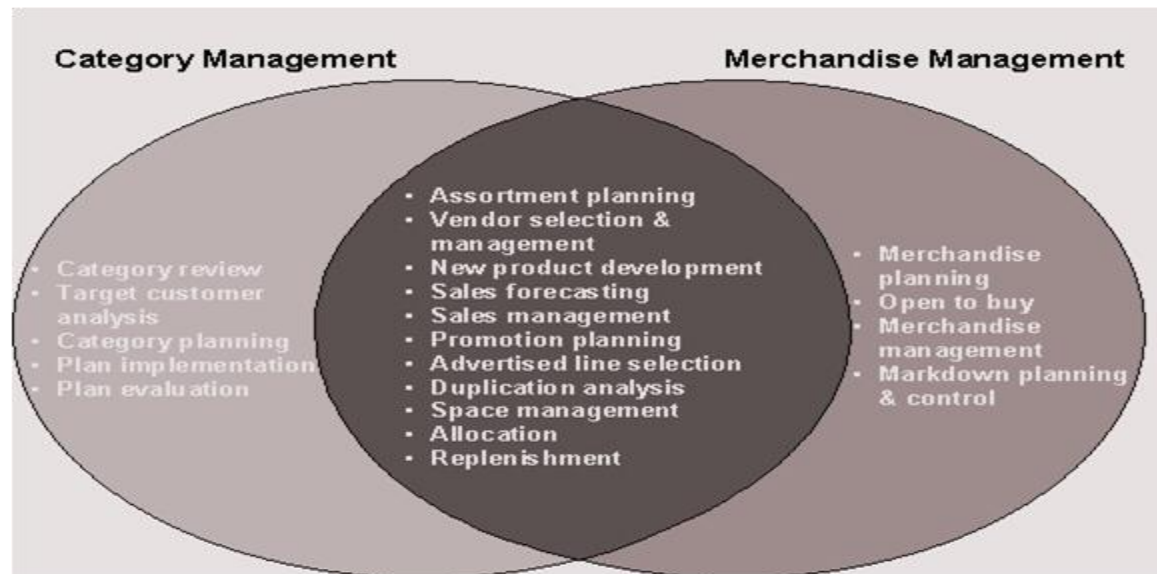 Category Management
Merchandise Management
• Category review
• Target customer
analysis
• Category planning
• Plan implementation
• Plan evaluation
• Assortment planning
• Vendor selection &
management
• New product development
• Sales forecasting
• Sales management
• Promotion planning
• Advertised line selection
• Duplication analysis
• Space management
• Allocation
• Replenishment
• Merchandise
planning
• Open to buy
• Merchandise
management
• Markdown planning
& control